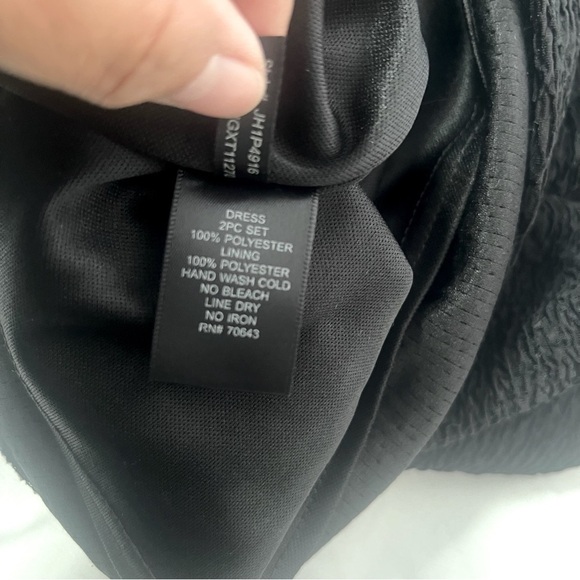 JH1P4916
DRESS
2PC SET
100% POLYESTER
LINING
100% POLYESTER
HAND WASH COLD
NO BLEACH
LINE DRY
NO IRON
RN# 70643